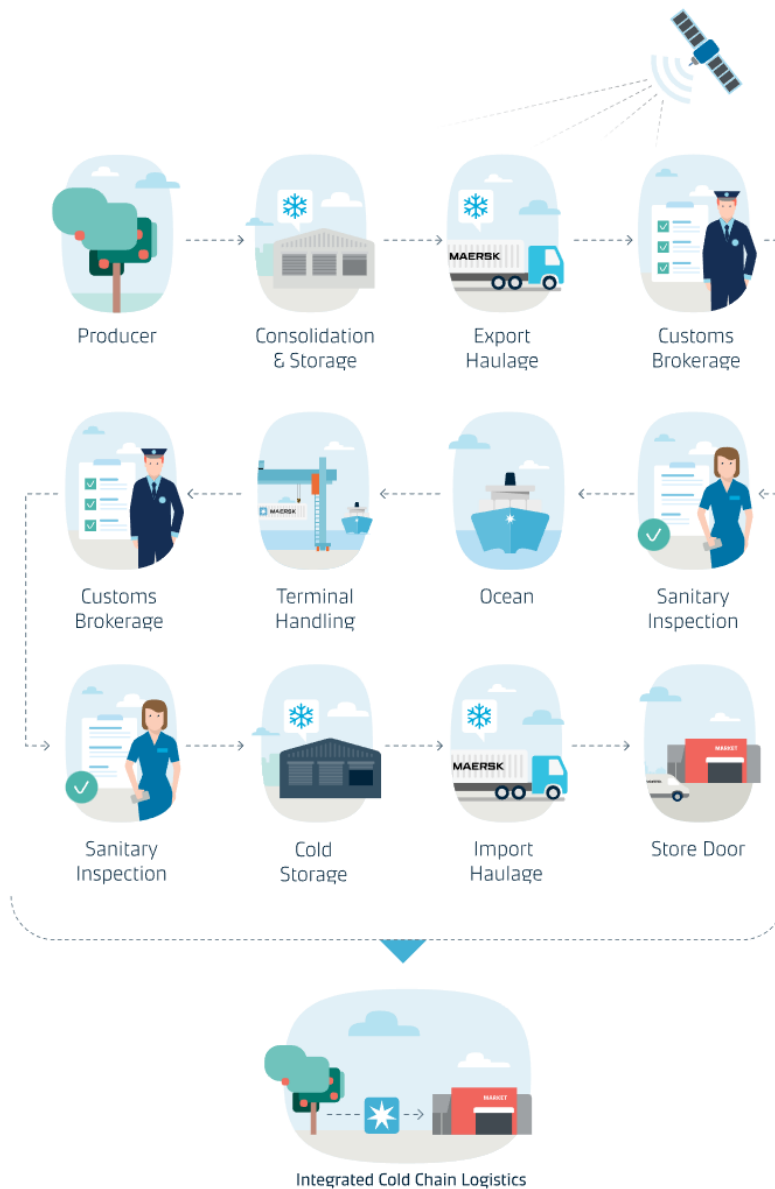 MAERSK
Producer
Consolidation
& Storage
Export
Haulage
Customs
Brokerage
MAERSK
Customs
Brokerage
Terminal
Handling
Ocean
Sanitary
Inspection
MAERSK
MARKET
Sanitary
Inspection
Cold
Storage
Import
Haulage
Store Door
MARKET
Integrated Cold Chain Logistics